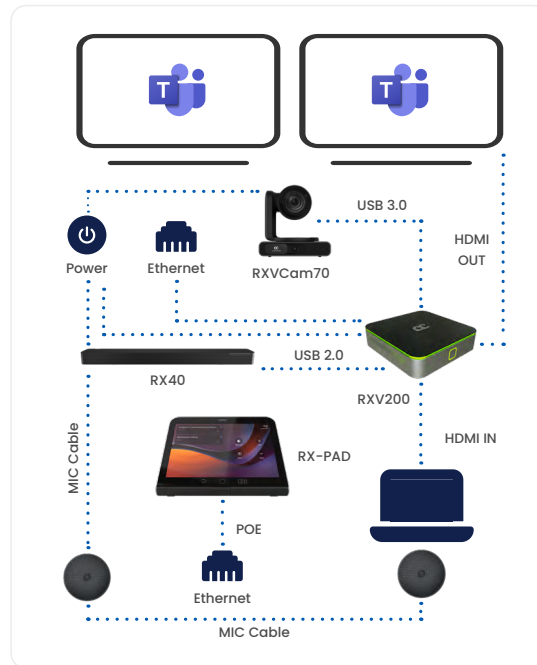 T
T
USB 3.0
HDMI
OUT
Power
Ethernet
RXVCam70
USB 2.0
RX40
RXV200
MIC Cable
HDMI IN
RX-PAD
POE
Ethernet
MIC Cable